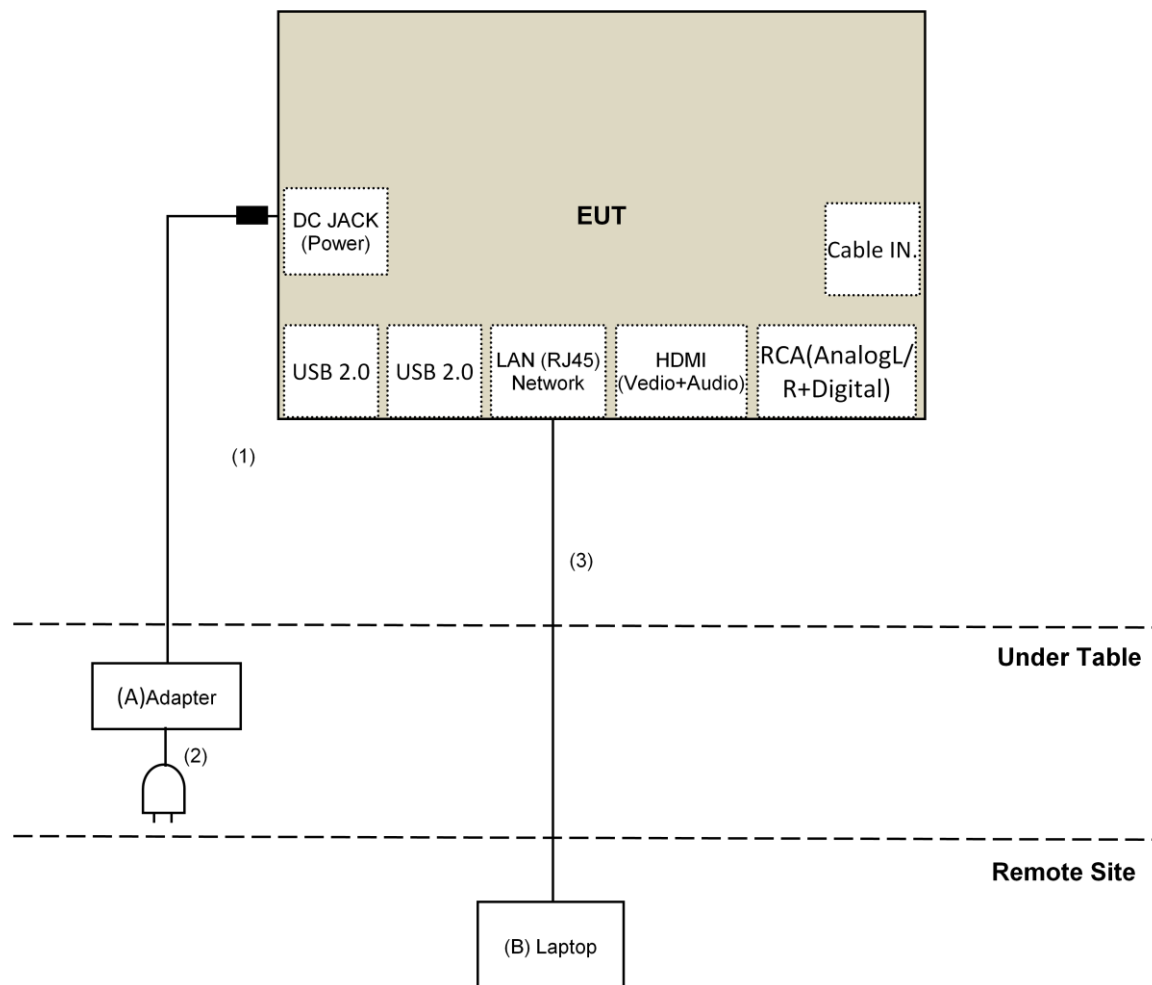 DC JACK
(Power)
EUT
Cable IN.
USB 2.0
USB 2.0
LAN (RJ45)
Network
HDMI
(Vedio+Audio)
RCA(AnalogL/
R+Digital)
(1)
(3)
Under Table
(A)Adapter
(2)
Remote Site
(B) Laptop